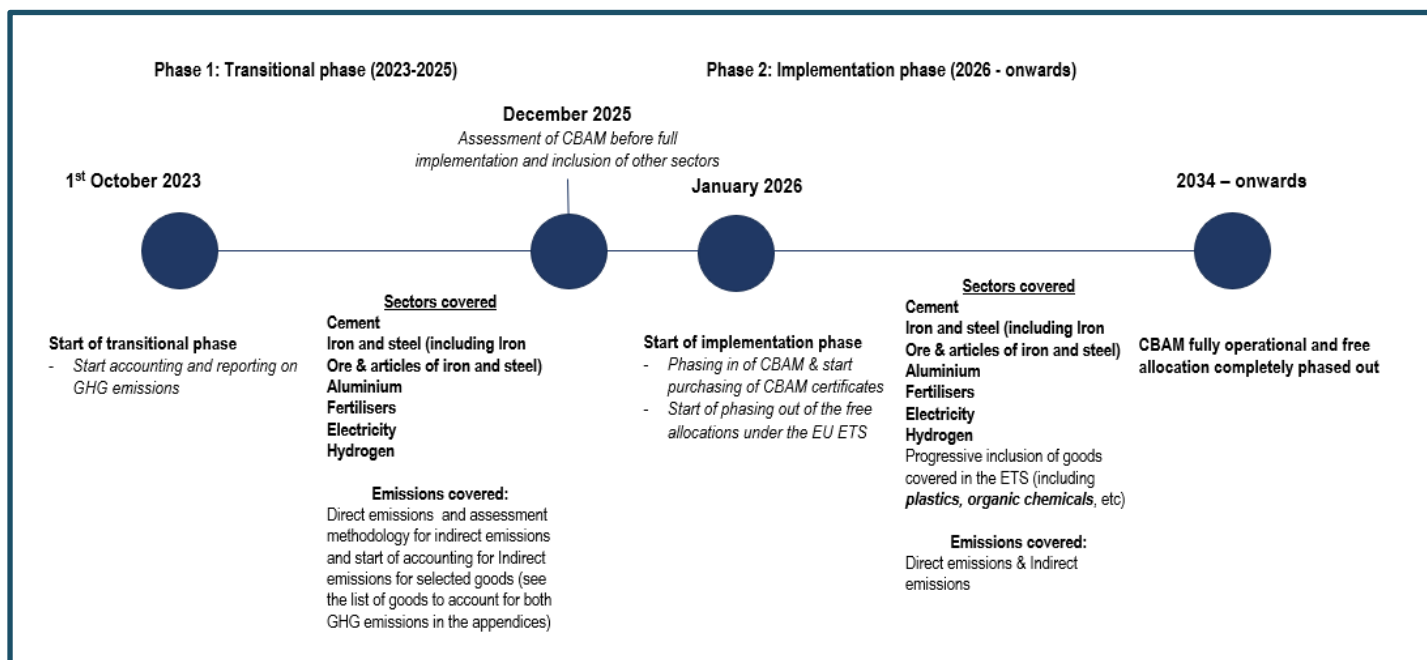 Phase 1: Transitional phase (2023-2025)
Phase 2: Implementation phase (2026 - onwards)
December 2025
Assessment of CBAM before full
implementation and inclusion of other sectors
1st October 2023
January 2026
2034 – onwards
Start of transitional phase
- Start accounting and reporting on
GHG emissions
Sectors covered
Cement
Iron and steel (including Iron
Ore & articles of iron and steel)
Aluminium
Fertilisers
Electricity
Hydrogen
Emissions covered:
Direct emissions and assessment
methodology for indirect emissions
and start of accounting for Indirect
emissions for selected goods (see
the list of goods to account for both
GHG emissions in the appendices)
Start of implementation phase
- Phasing in of CBAM & start
purchasing of CBAM certificates
- Start of phasing out of the free
allocations under the EU ETS
Sectors covered
Cement
Iron and steel (including Iron
Ore & articles of iron and steel)
Aluminium
Fertilisers
Electricity
Hydrogen
Progressive inclusion of goods
covered in the ETS (including
plastics, organic chemicals, etc)
Emissions covered:
Direct emissions & Indirect
emissions
CBAM fully operational and free
allocation completely phased out